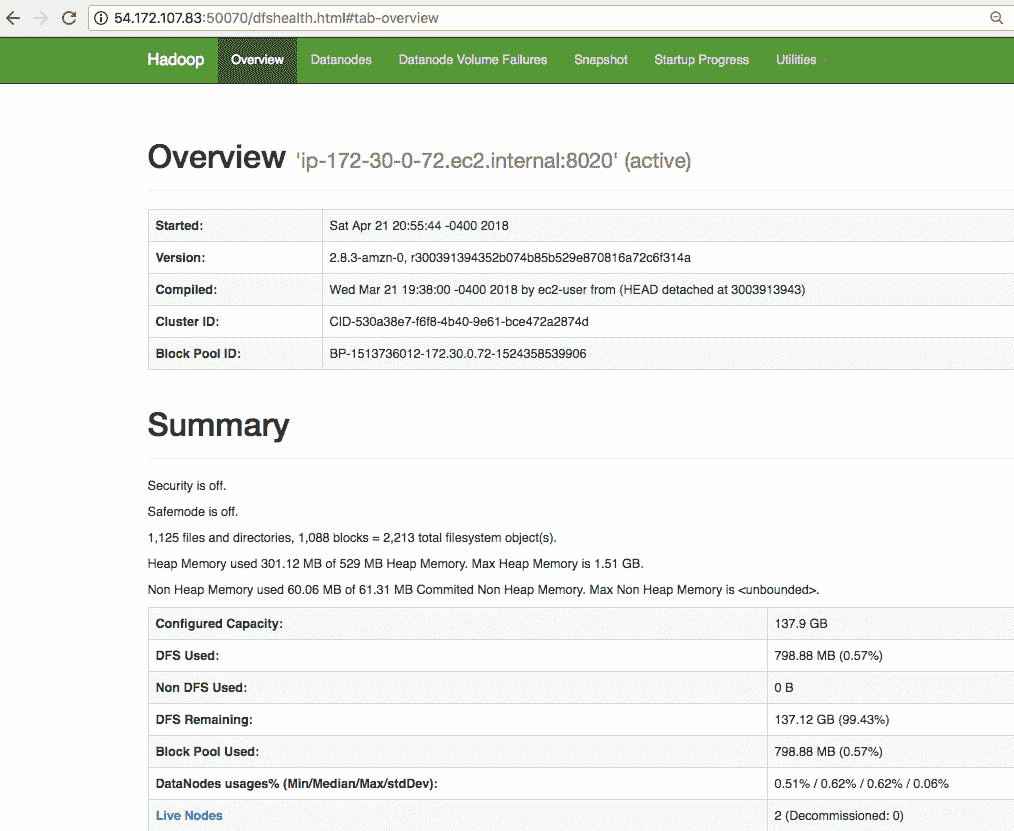 54.172.107.83:50070/dfshealth.html#tab-overview
Hadoop Overview Datanodes Datanode Volume Failures Snapshot Startup Progress Utilities
Overview 'ip-172-30-0-72.ec2.internal:8020' (active)
Started: Sat Apr 21 20:55:44 -0400 2018
Version: 2.8.3-amzn-0, r300391394352b074b85b529e870816a72c6f314a
Compiled: Wed Mar 21 19:38:00 -0400 2018 by ec2-user from (HEAD detached at 3003913943)
Cluster ID: CID-530a38e7-f6f8-4b40-9e61-bce472a2874d
Block Pool ID: BP-1513736012-172.30.0.72-1524358539906
Summary
Security is off.
Safemode is off.
1,125 files and directories, 1,088 blocks = 2,213 total filesystem object(s).
Heap Memory used 301.12 MB of 529 MB Heap Memory. Max Heap Memory is 1.51 GB.
Non Heap Memory used 60.06 MB of 61.31 MB Commited Non Heap Memory. Max Non Heap Memory is <unbounded>.
Configured Capacity: 137.9 GB
DFS Used: 798.88 MB (0.57%)
Non DFS Used: 0 B
DFS Remaining: 137.12 GB (99.43%)
Block Pool Used: 798.88 MB (0.57%)
DataNodes usages% (Min/Median/Max/stdDev): 0.51% / 0.62% / 0.62% / 0.06%
Live Nodes 2 (Decommissioned: 0)